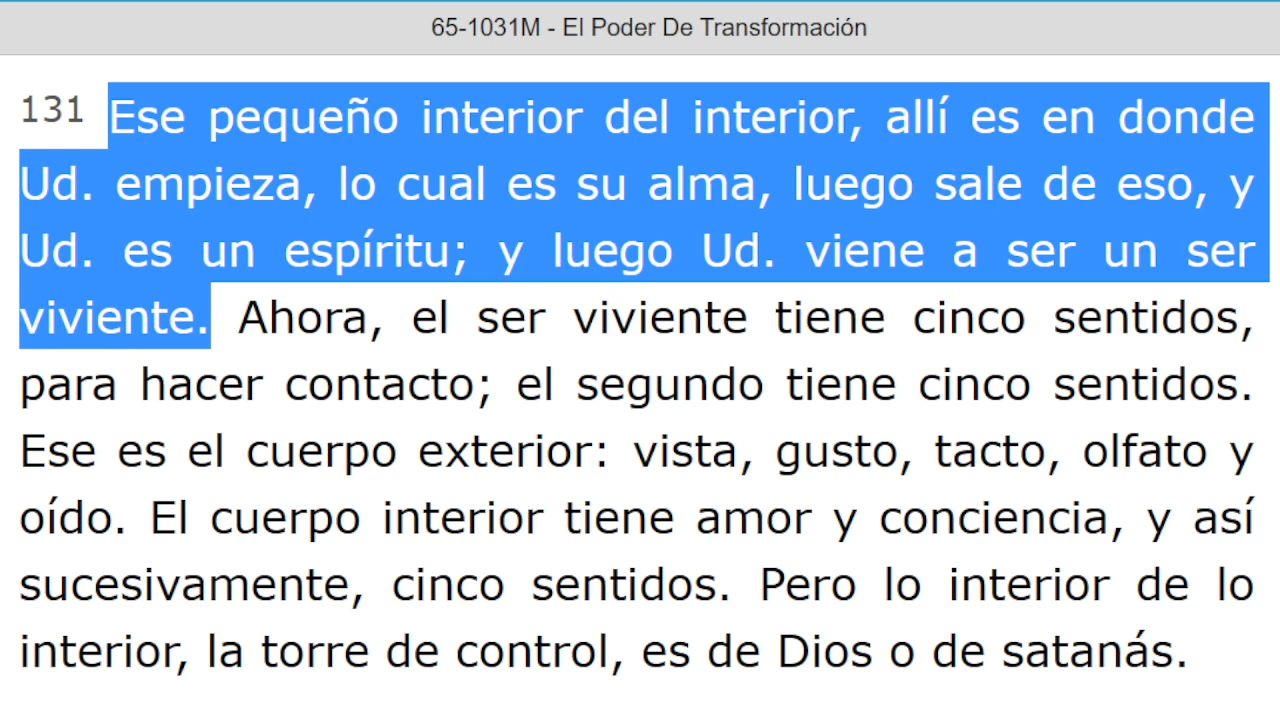 65-1031M - El Poder De Transformación
131 Ese pequeño interior del interior, allí es en donde
Ud. empieza, lo cual es su alma, luego sale de eso, y
Ud. es un espíritu; y luego Ud. viene a ser un ser
viviente. Ahora, el ser viviente tiene cinco sentidos,
para hacer contacto; el segundo tiene cinco sentidos.
Ese es el cuerpo exterior: vista, gusto, tacto, olfato y
oído. El cuerpo interior tiene amor y conciencia, y así
sucesivamente, cinco sentidos. Pero lo interior de lo
interior, la torre de control, es de Dios o de satanás.